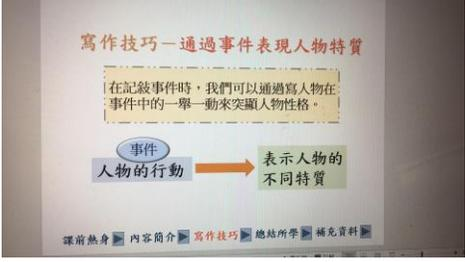 寫作技巧－通過事件表現人物特質
在記敍事件時，我們可以通過寫人物在
事件中的一舉一動來突顯人物性格。
事件
人物的行動
表示人物的
不同特質
課前熱身 內容簡介 寫作技巧 總結所學 補充資料